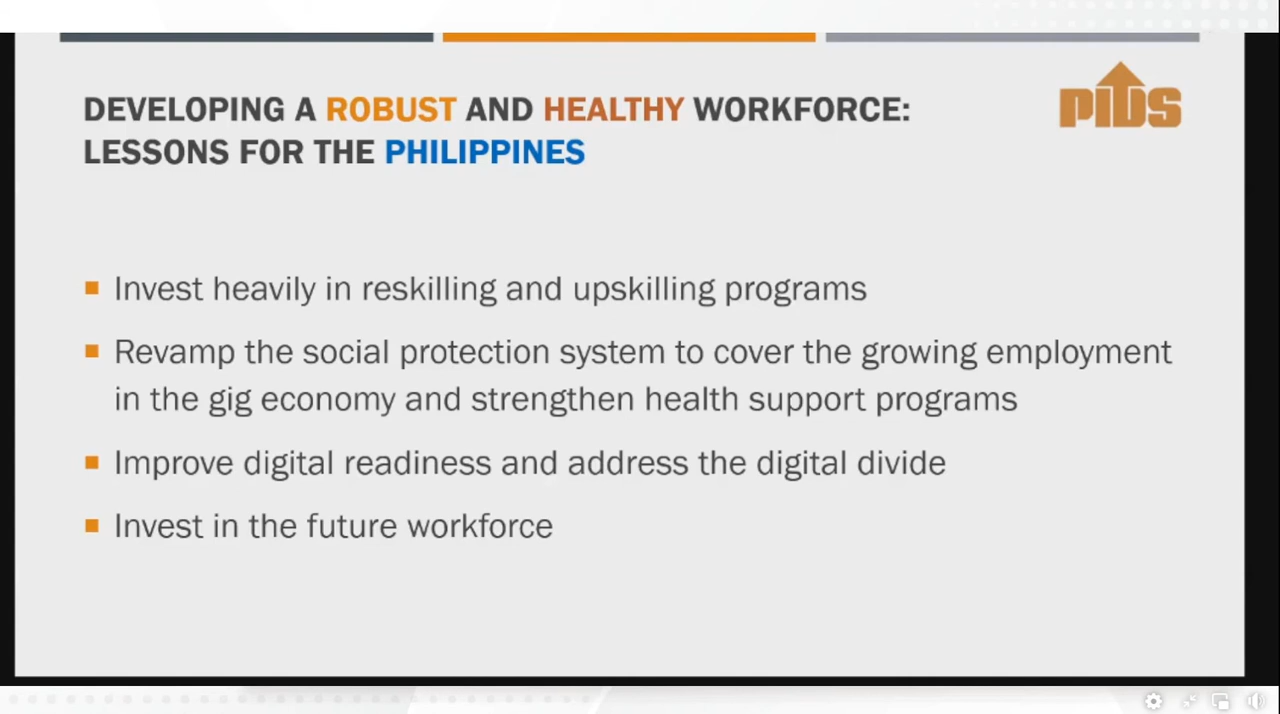 DEVELOPING A ROBUST AND HEALTHY WORKFORCE:
LESSONS FOR THE PHILIPPINES
PIDS
■ Invest heavily in reskilling and upskilling programs
■ Revamp the social protection system to cover the growing employment
in the gig economy and strengthen health support programs
■ Improve digital readiness and address the digital divide
■ Invest in the future workforce